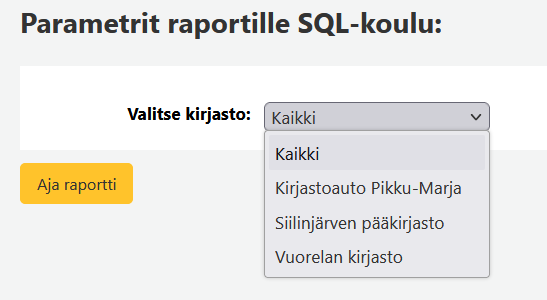 Parametrit raportille SQL-koulu:
Valitse kirjasto: Kaikki
Kaikki
Kirjastoauto Pikku-Marja
Siilinjärven pääkirjasto
Vuorelan kirjasto
Aja raportti